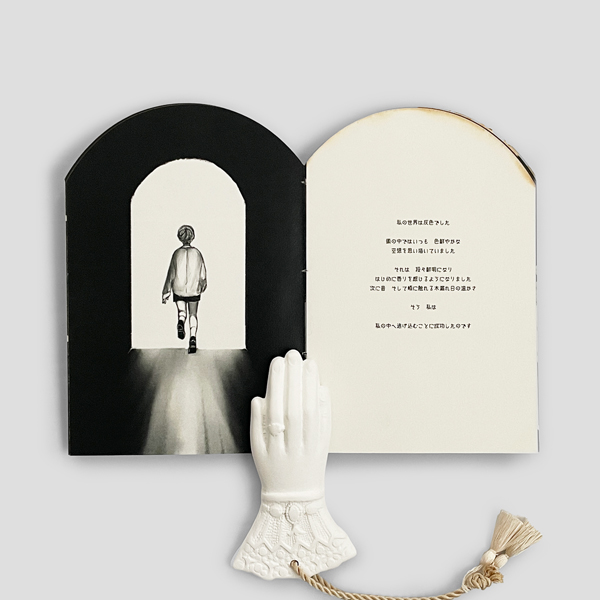 私の世界は灰色でした
頭の中ではいつも 色鮮やかな
空想を思い描いていました
それは 段々鮮明になり
はじめに香りを感じるようになりました
次に音 そして頬に触れる木漏れ日の温かさ
そう 私は
私の中へ逃げ込むことに成功したのです